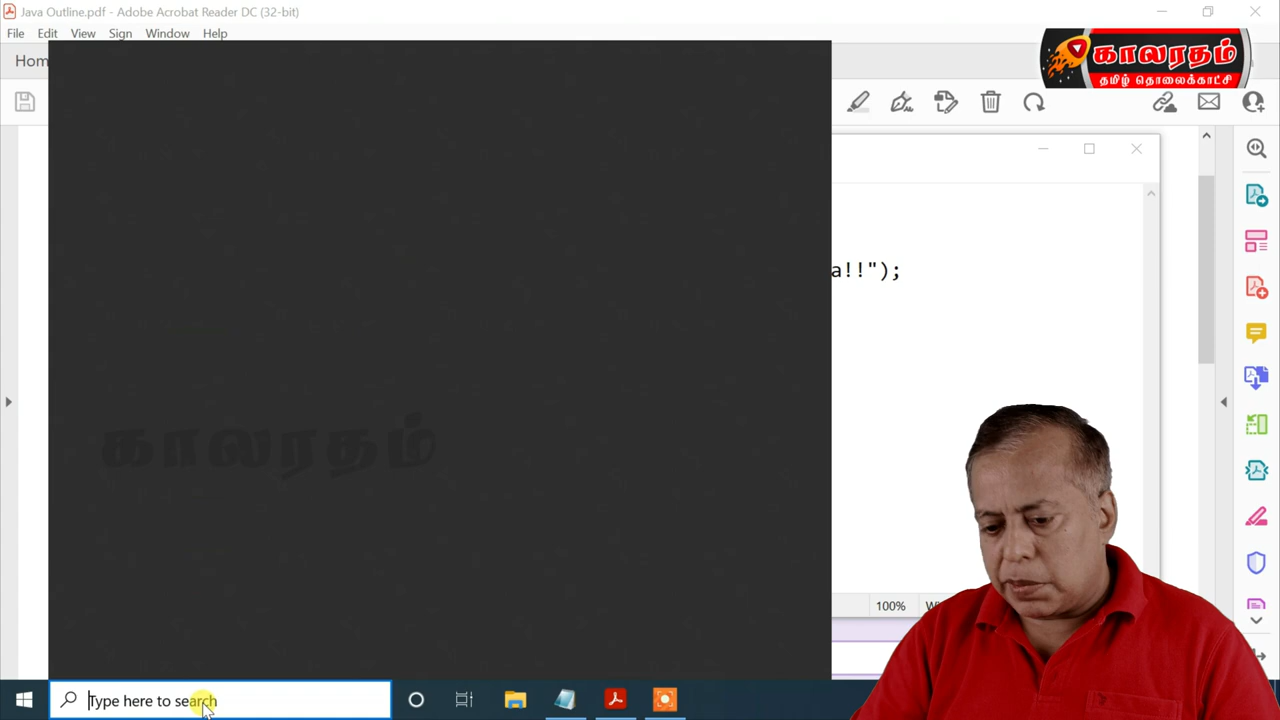 Java Outline.pdf - Adobe Acrobat Reader DC (32-bit)
File Edit View Sign Window Help
காலரதம்
தமிழ் தொலைக்காட்சி
Hom
a!!");
காலரதம்
100%
Type here to search